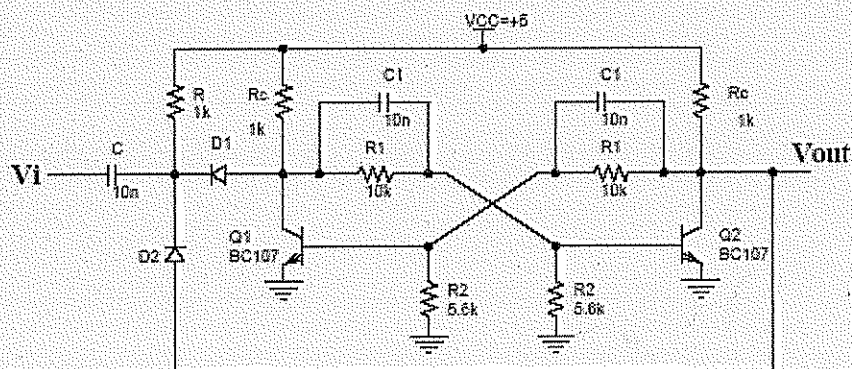 VCC=+5
C1
C1
R
1k
Rc
1k
10n
10n
Rc
1k
Vi
C
10n
D1
R1
10k
R1
10k
Vout
D2
Q1
BC107
Q2
BC107
R2
5.6k
R2
5.6k